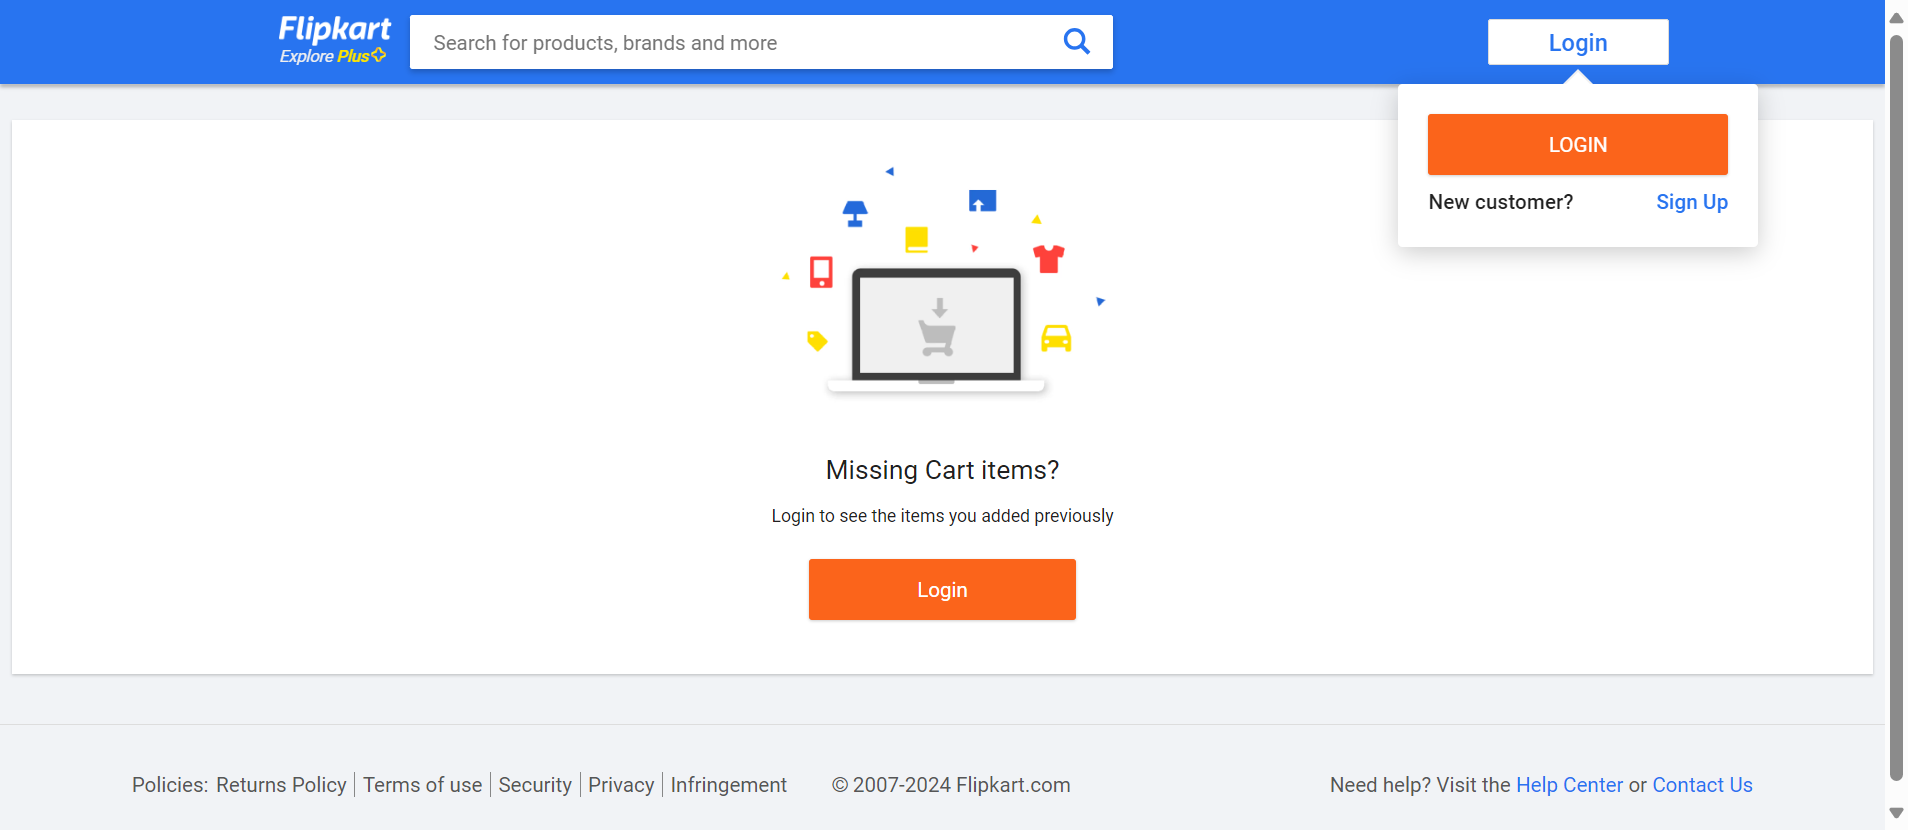 Flipkart
Explore Plus
Search for products, brands and more
Login
LOGIN
New customer? Sign Up
Missing Cart items?
Login to see the items you added previously
Login
Policies: Returns Policy Terms of use Security Privacy Infringement © 2007-2024 Flipkart.com Need help? Visit the Help Center or Contact Us